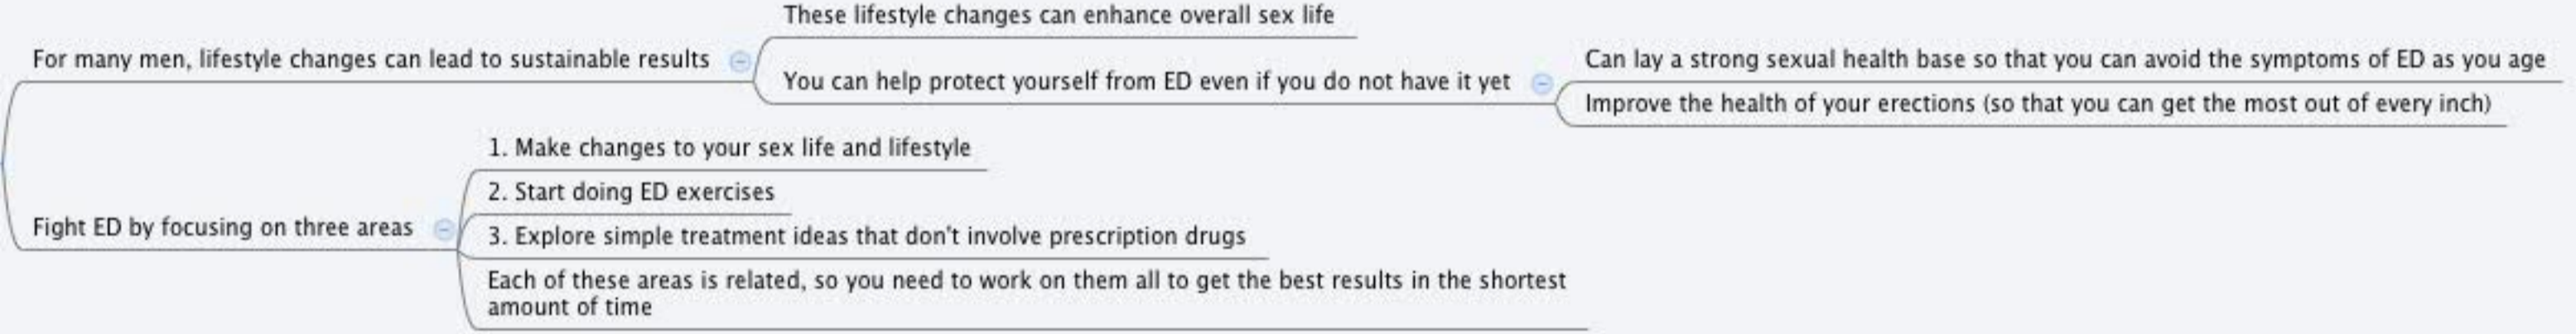 These lifestyle changes can enhance overall sex life
For many men, lifestyle changes can lead to sustainable results
You can help protect yourself from ED even if you do not have it yet
Can lay a strong sexual health base so that you can avoid the symptoms of ED as you age
Improve the health of your erections (so that you can get the most out of every inch)
1. Make changes to your sex life and lifestyle
2. Start doing ED exercises
Fight ED by focusing on three areas
3. Explore simple treatment ideas that don't involve prescription drugs
Each of these areas is related, so you need to work on them all to get the best results in the shortest
amount of time